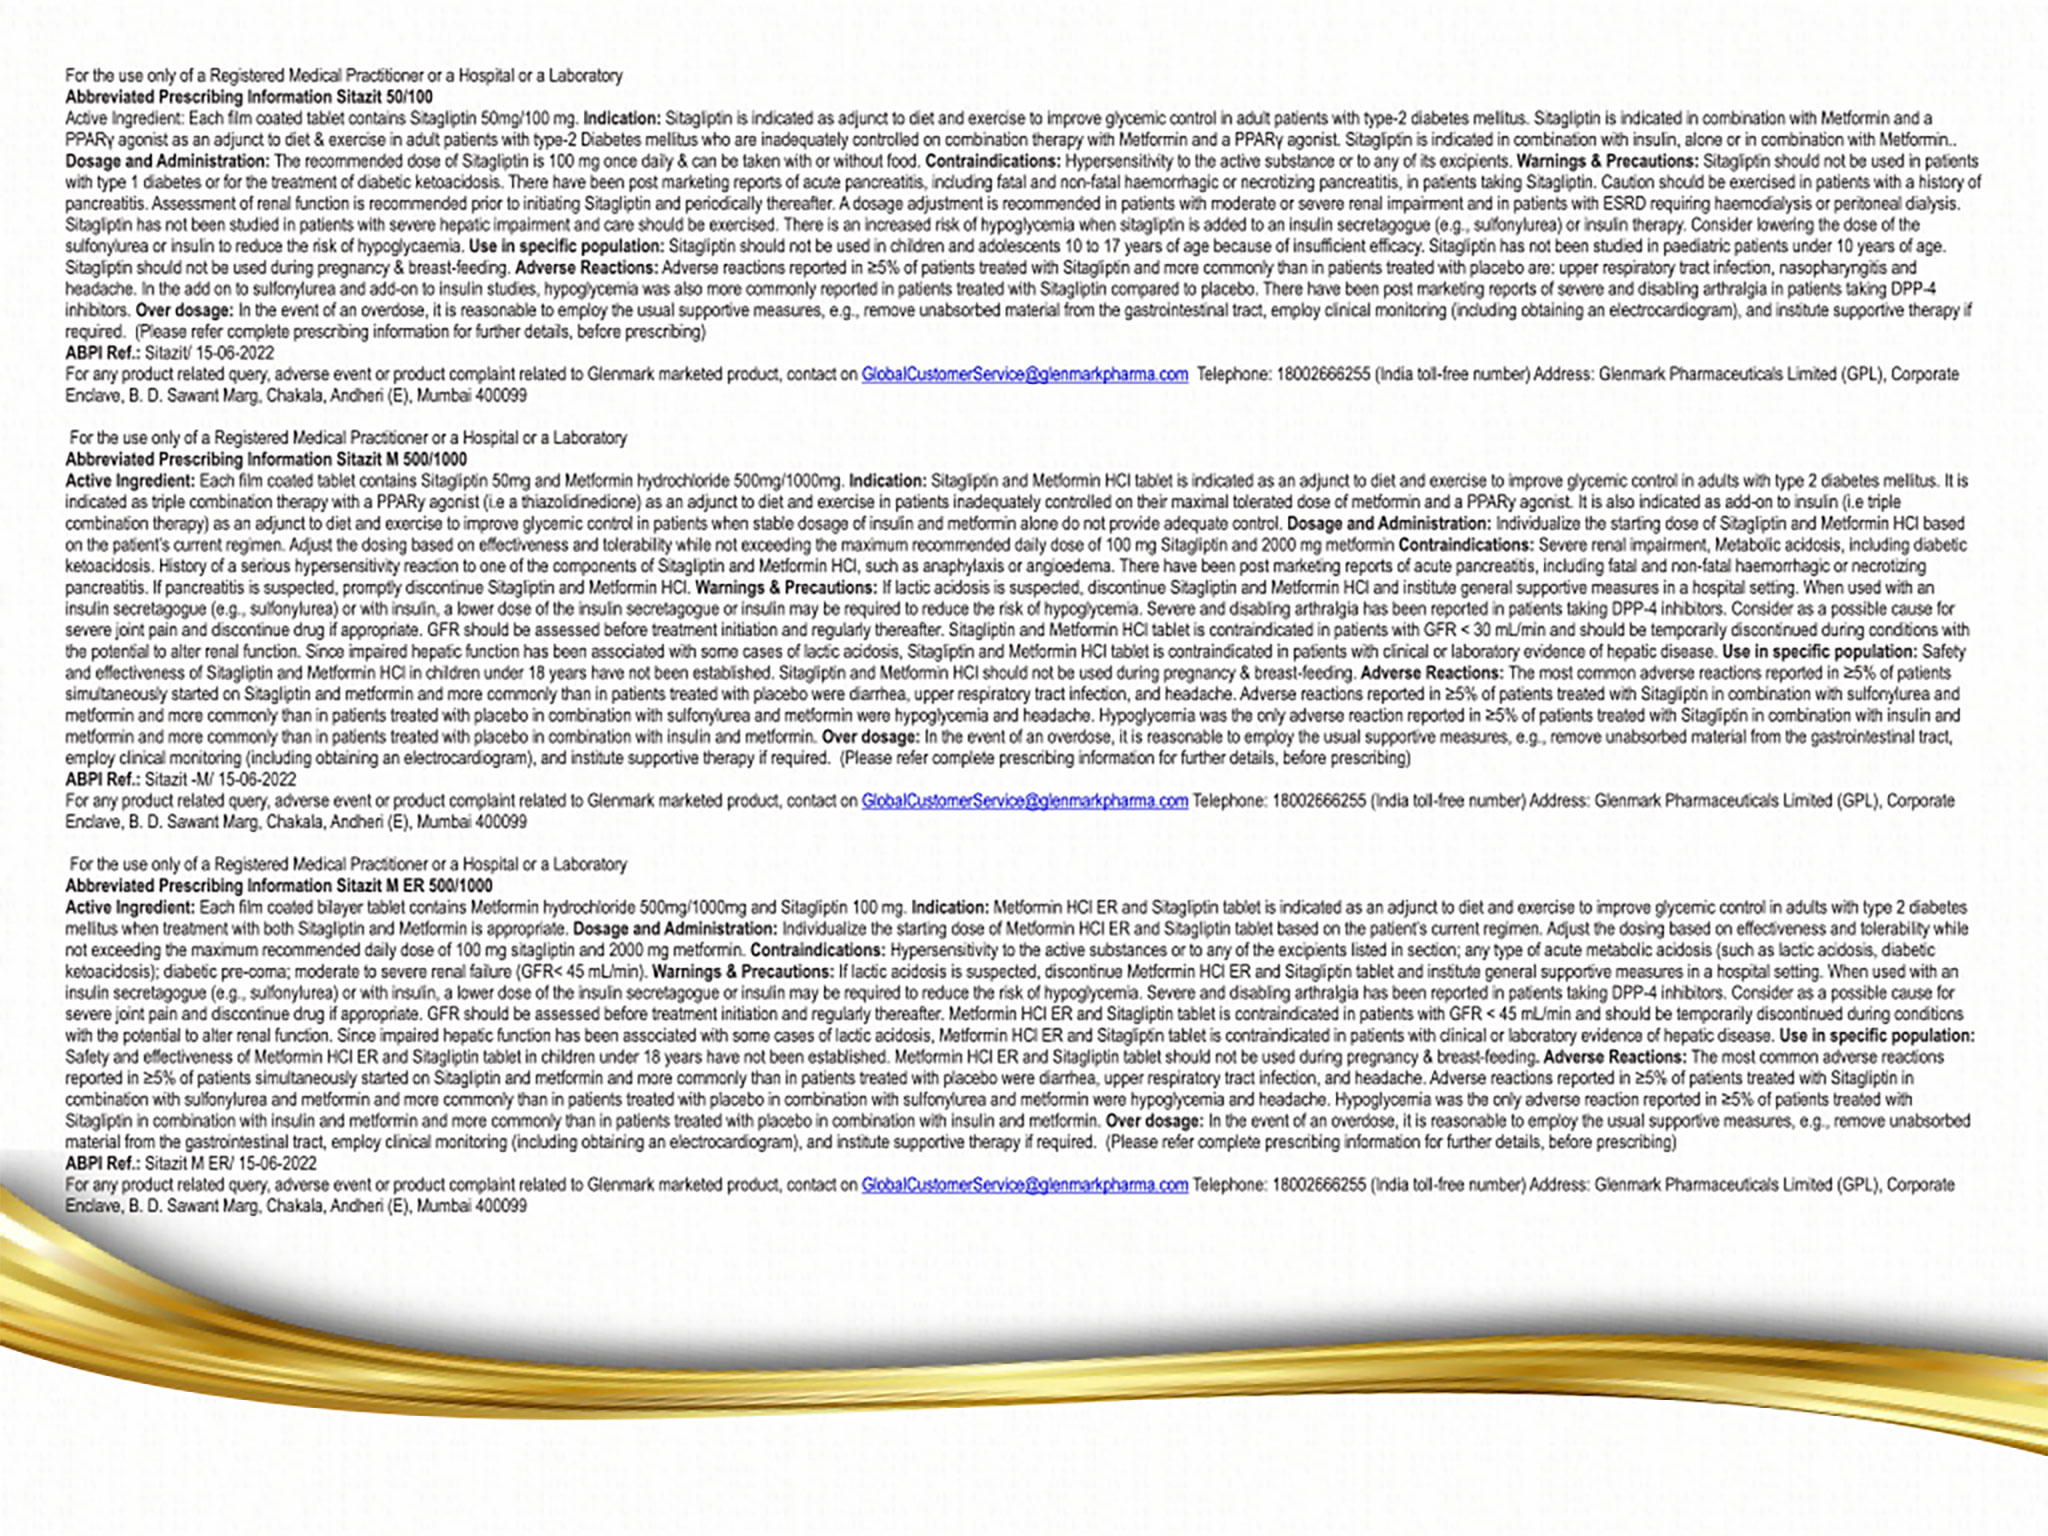 For the use only of a Registered Medical Practitioner or a Hospital or a Laboratory
Abbreviated Prescribing Information Sitazit 50/100
Active Ingredient: Each film coated tablet contains Sitagliptin 50mg/100 mg. Indication: Sitagliptin is indicated as adjunct to diet and exercise to improve glycemic control in adult patients with type-2 diabetes mellitus. Sitagliptin is indicated in combination with Metformin and a
PPARγ agonist as an adjunct to diet & exercise in adult patients with type-2 Diabetes mellitus who are inadequately controlled on combination therapy with Metformin and a PPARγ agonist. Sitagliptin is indicated in combination with insulin, alone or in combination with Metformin..
Dosage and Administration: The recommended dose of Sitagliptin is 100 mg once daily & can be taken with or without food. Contraindications: Hypersensitivity to the active substance or to any of its excipients. Warnings & Precautions: Sitagliptin should not be used in patients
with type 1 diabetes or for the treatment of diabetic ketoacidosis. There have been post marketing reports of acute pancreatitis, including fatal and non-fatal haemorrhagic or necrotizing pancreatitis, in patients taking Sitagliptin. Caution should be exercised in patients with a history of
pancreatitis. Assessment of renal function is recommended prior to initiating Sitagliptin and periodically thereafter. A dosage adjustment is recommended in patients with moderate or severe renal impairment and in patients with ESRD requiring haemodialysis or peritoneal dialysis.
Sitagliptin has not been studied in patients with severe hepatic impairment and care should be exercised. There is an increased risk of hypoglycemia when sitagliptin is added to an insulin secretagogue (e.g., sulfonylurea) or insulin therapy. Consider lowering the dose of the
sulfonylurea or insulin to reduce the risk of hypoglycaemia. Use in specific population: Sitagliptin should not be used in children and adolescents 10 to 17 years of age because of insufficient efficacy. Sitagliptin has not been studied in paediatric patients under 10 years of age.
Sitagliptin should not be used during pregnancy & breast-feeding. Adverse Reactions: Adverse reactions reported in ≥5% of patients treated with Sitagliptin and more commonly than in patients treated with placebo are: upper respiratory tract infection, nasopharyngitis and
headache. In the add on to sulfonylurea and add-on to insulin studies, hypoglycemia was also more commonly reported in patients treated with Sitagliptin compared to placebo. There have been post marketing reports of severe and disabling arthralgia in patients taking DPP-4
inhibitors. Over dosage: In the event of an overdose, it is reasonable to employ the usual supportive measures, e.g., remove unabsorbed material from the gastrointestinal tract, employ clinical monitoring (including obtaining an electrocardiogram), and institute supportive therapy if
required. (Please refer complete prescribing information for further details, before prescribing)
ABPI Ref.: Sitazit/ 15-06-2022
For any product related query, adverse event or product complaint related to Glenmark marketed product, contact on GlobalCustomerService@glenmarkpharma.com Telephone: 18002666255 (India toll-free number) Address: Glenmark Pharmaceuticals Limited (GPL), Corporate
Enclave, B. D. Sawant Marg, Chakala, Andheri (E), Mumbai 400099
For the use only of a Registered Medical Practitioner or a Hospital or a Laboratory
Abbreviated Prescribing Information Sitazit M 500/1000
Active Ingredient: Each film coated tablet contains Sitagliptin 50mg and Metformin hydrochloride 500mg/1000mg. Indication: Sitagliptin and Metformin HCl tablet is indicated as an adjunct to diet and exercise to improve glycemic control in adults with type 2 diabetes mellitus. It is
indicated as triple combination therapy with a PPARγ agonist (i.e a thiazolidinedione) as an adjunct to diet and exercise in patients inadequately controlled on their maximal tolerated dose of metformin and a PPARγ agonist. It is also indicated as add-on to insulin (i.e triple
combination therapy) as an adjunct to diet and exercise to improve glycemic control in patients when stable dosage of insulin and metformin alone do not provide adequate control. Dosage and Administration: Individualize the starting dose of Sitagliptin and Metformin HCl based
on the patient's current regimen. Adjust the dosing based on effectiveness and tolerability while not exceeding the maximum recommended daily dose of 100 mg Sitagliptin and 2000 mg metformin Contraindications: Severe renal impairment, Metabolic acidosis, including diabetic
ketoacidosis. History of a serious hypersensitivity reaction to one of the components of Sitagliptin and Metformin HCl, such as anaphylaxis or angioedema. There have been post marketing reports of acute pancreatitis, including fatal and non-fatal haemorrhagic or necrotizing
pancreatitis. If pancreatitis is suspected, promptly discontinue Sitagliptin and Metformin HCl. Warnings & Precautions: If lactic acidosis is suspected, discontinue Sitagliptin and Metformin HCl and institute general supportive measures in a hospital setting. When used with an
insulin secretagogue (e.g., sulfonylurea) or with insulin, a lower dose of the insulin secretagogue or insulin may be required to reduce the risk of hypoglycemia. Severe and disabling arthralgia has been reported in patients taking DPP-4 inhibitors. Consider as a possible cause for
severe joint pain and discontinue drug if appropriate. GFR should be assessed before treatment initiation and regularly thereafter. Sitagliptin and Metformin HCl tablet is contraindicated in patients with GFR < 30 mL/min and should be temporarily discontinued during conditions with
the potential to alter renal function. Since impaired hepatic function has been associated with some cases of lactic acidosis, Sitagliptin and Metformin HCl tablet is contraindicated in patients with clinical or laboratory evidence of hepatic disease. Use in specific population: Safety
and effectiveness of Sitagliptin and Metformin HCl in children under 18 years have not been established. Sitagliptin and Metformin HCl should not be used during pregnancy & breast-feeding. Adverse Reactions: The most common adverse reactions reported in ≥5% of patients
simultaneously started on Sitagliptin and metformin and more commonly than in patients treated with placebo were diarrhea, upper respiratory tract infection, and headache. Adverse reactions reported in ≥5% of patients treated with Sitagliptin in combination with sulfonylurea and
metformin and more commonly than in patients treated with placebo in combination with sulfonylurea and metformin were hypoglycemia and headache. Hypoglycemia was the only adverse reaction reported in ≥5% of patients treated with Sitagliptin in combination with insulin and
metformin and more commonly than in patients treated with placebo in combination with insulin and metformin. Over dosage: In the event of an overdose, it is reasonable to employ the usual supportive measures, e.g., remove unabsorbed material from the gastrointestinal tract,
employ clinical monitoring (including obtaining an electrocardiogram), and institute supportive therapy if required. (Please refer complete prescribing information for further details, before prescribing)
ABPI Ref.: Sitazit -M/ 15-06-2022
For any product related query, adverse event or product complaint related to Glenmark marketed product, contact on GlobalCustomerService@glenmarkpharma.com Telephone: 18002666255 (India toll-free number) Address: Glenmark Pharmaceuticals Limited (GPL), Corporate
Enclave, B. D. Sawant Marg, Chakala, Andheri (E), Mumbai 400099
For the use only of a Registered Medical Practitioner or a Hospital or a Laboratory
Abbreviated Prescribing Information Sitazit M ER 500/1000
Active Ingredient: Each film coated bilayer tablet contains Metformin hydrochloride 500mg/1000mg and Sitagliptin 100 mg. Indication: Metformin HCl ER and Sitagliptin tablet is indicated as an adjunct to diet and exercise to improve glycemic control in adults with type 2 diabetes
mellitus when treatment with both Sitagliptin and Metformin is appropriate. Dosage and Administration: Individualize the starting dose of Metformin HCl ER and Sitagliptin tablet based on the patient's current regimen. Adjust the dosing based on effectiveness and tolerability while
not exceeding the maximum recommended daily dose of 100 mg sitagliptin and 2000 mg metformin. Contraindications: Hypersensitivity to the active substances or to any of the excipients listed in section; any type of acute metabolic acidosis (such as lactic acidosis, diabetic
ketoacidosis); diabetic pre-coma; moderate to severe renal failure (GFR< 45 mL/min). Warnings & Precautions: If lactic acidosis is suspected, discontinue Metformin HCl ER and Sitagliptin tablet and institute general supportive measures in a hospital setting. When used with an
insulin secretagogue (e.g., sulfonylurea) or with insulin, a lower dose of the insulin secretagogue or insulin may be required to reduce the risk of hypoglycemia. Severe and disabling arthralgia has been reported in patients taking DPP-4 inhibitors. Consider as a possible cause for
severe joint pain and discontinue drug if appropriate. GFR should be assessed before treatment initiation and regularly thereafter. Metformin HCl ER and Sitagliptin tablet is contraindicated in patients with GFR < 45 mL/min and should be temporarily discontinued during conditions
with the potential to alter renal function. Since impaired hepatic function has been associated with some cases of lactic acidosis, Metformin HCl ER and Sitagliptin tablet is contraindicated in patients with clinical or laboratory evidence of hepatic disease. Use in specific population:
Safety and effectiveness of Metformin HCl ER and Sitagliptin tablet in children under 18 years have not been established. Metformin HCl ER and Sitagliptin tablet should not be used during pregnancy & breast-feeding. Adverse Reactions: The most common adverse reactions
reported in ≥5% of patients simultaneously started on Sitagliptin and metformin and more commonly than in patients treated with placebo were diarrhea, upper respiratory tract infection, and headache. Adverse reactions reported in ≥5% of patients treated with Sitagliptin in
combination with sulfonylurea and metformin and more commonly than in patients treated with placebo in combination with sulfonylurea and metformin were hypoglycemia and headache. Hypoglycemia was the only adverse reaction reported in ≥5% of patients treated with
Sitagliptin in combination with insulin and metformin and more commonly than in patients treated with placebo in combination with insulin and metformin. Over dosage: In the event of an overdose, it is reasonable to employ the usual supportive measures, e.g., remove unabsorbed
material from the gastrointestinal tract, employ clinical monitoring (including obtaining an electrocardiogram), and institute supportive therapy if required. (Please refer complete prescribing information for further details, before prescribing)
ABPI Ref.: Sitazit M ER/ 15-06-2022
For any product related query, adverse event or product complaint related to Glenmark marketed product, contact on GlobalCustomerService@glenmarkpharma.com Telephone: 18002666255 (India toll-free number) Address: Glenmark Pharmaceuticals Limited (GPL), Corporate
Enclave, B. D. Sawant Marg, Chakala, Andheri (E), Mumbai 400099